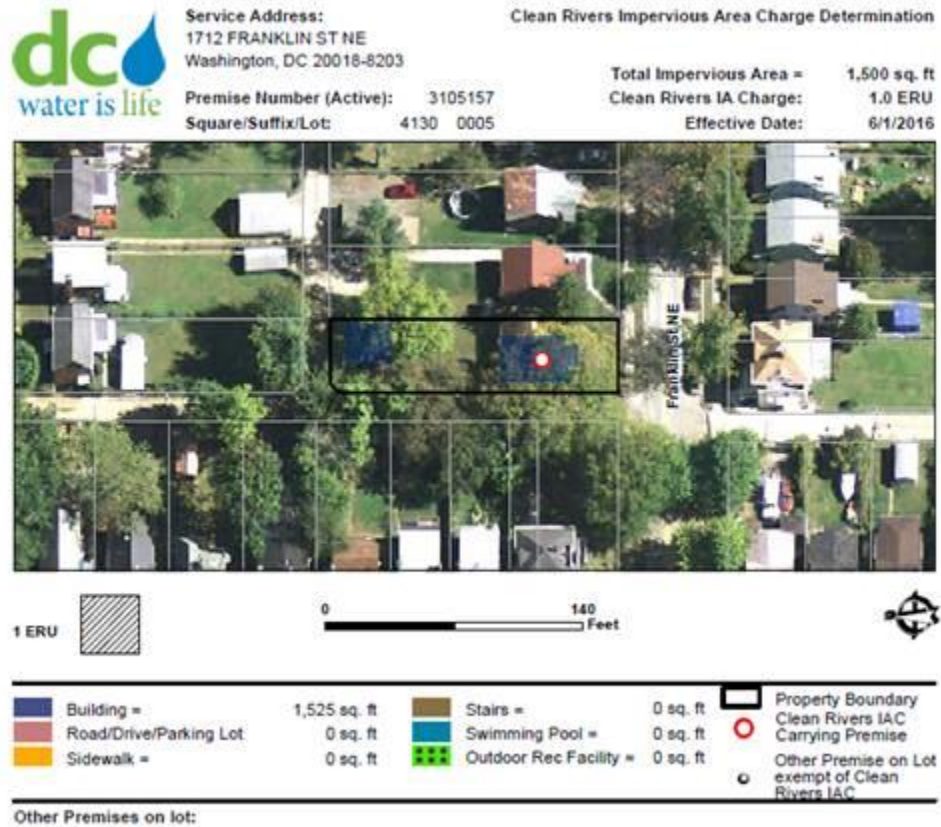 dc
water is life
Service Address:
1712 FRANKLIN ST NE
Washington, DC 20018-8203
Premise Number (Active): 3105157
Square/Suffix/Lot: 4130 0005
Clean Rivers Impervious Area Charge Determination
Total Impervious Area = 1,500 sq. ft
Clean Rivers IA Charge: 1.0 ERU
Effective Date: 6/1/2016
Franklin St NE
1 ERU
0 140
Feet
Building = 1,525 sq. ft
Road/Drive/Parking Lot 0 sq. ft
Sidewalk = 0 sq. ft
Stairs = 0 sq. ft
Swimming Pool = 0 sq. ft
Outdoor Rec Facility = 0 sq. ft
Property Boundary
Clean Rivers IAC
Carrying Premise
Other Premise on Lot
exempt of Clean
Rivers IAC
Other Premises on lot: